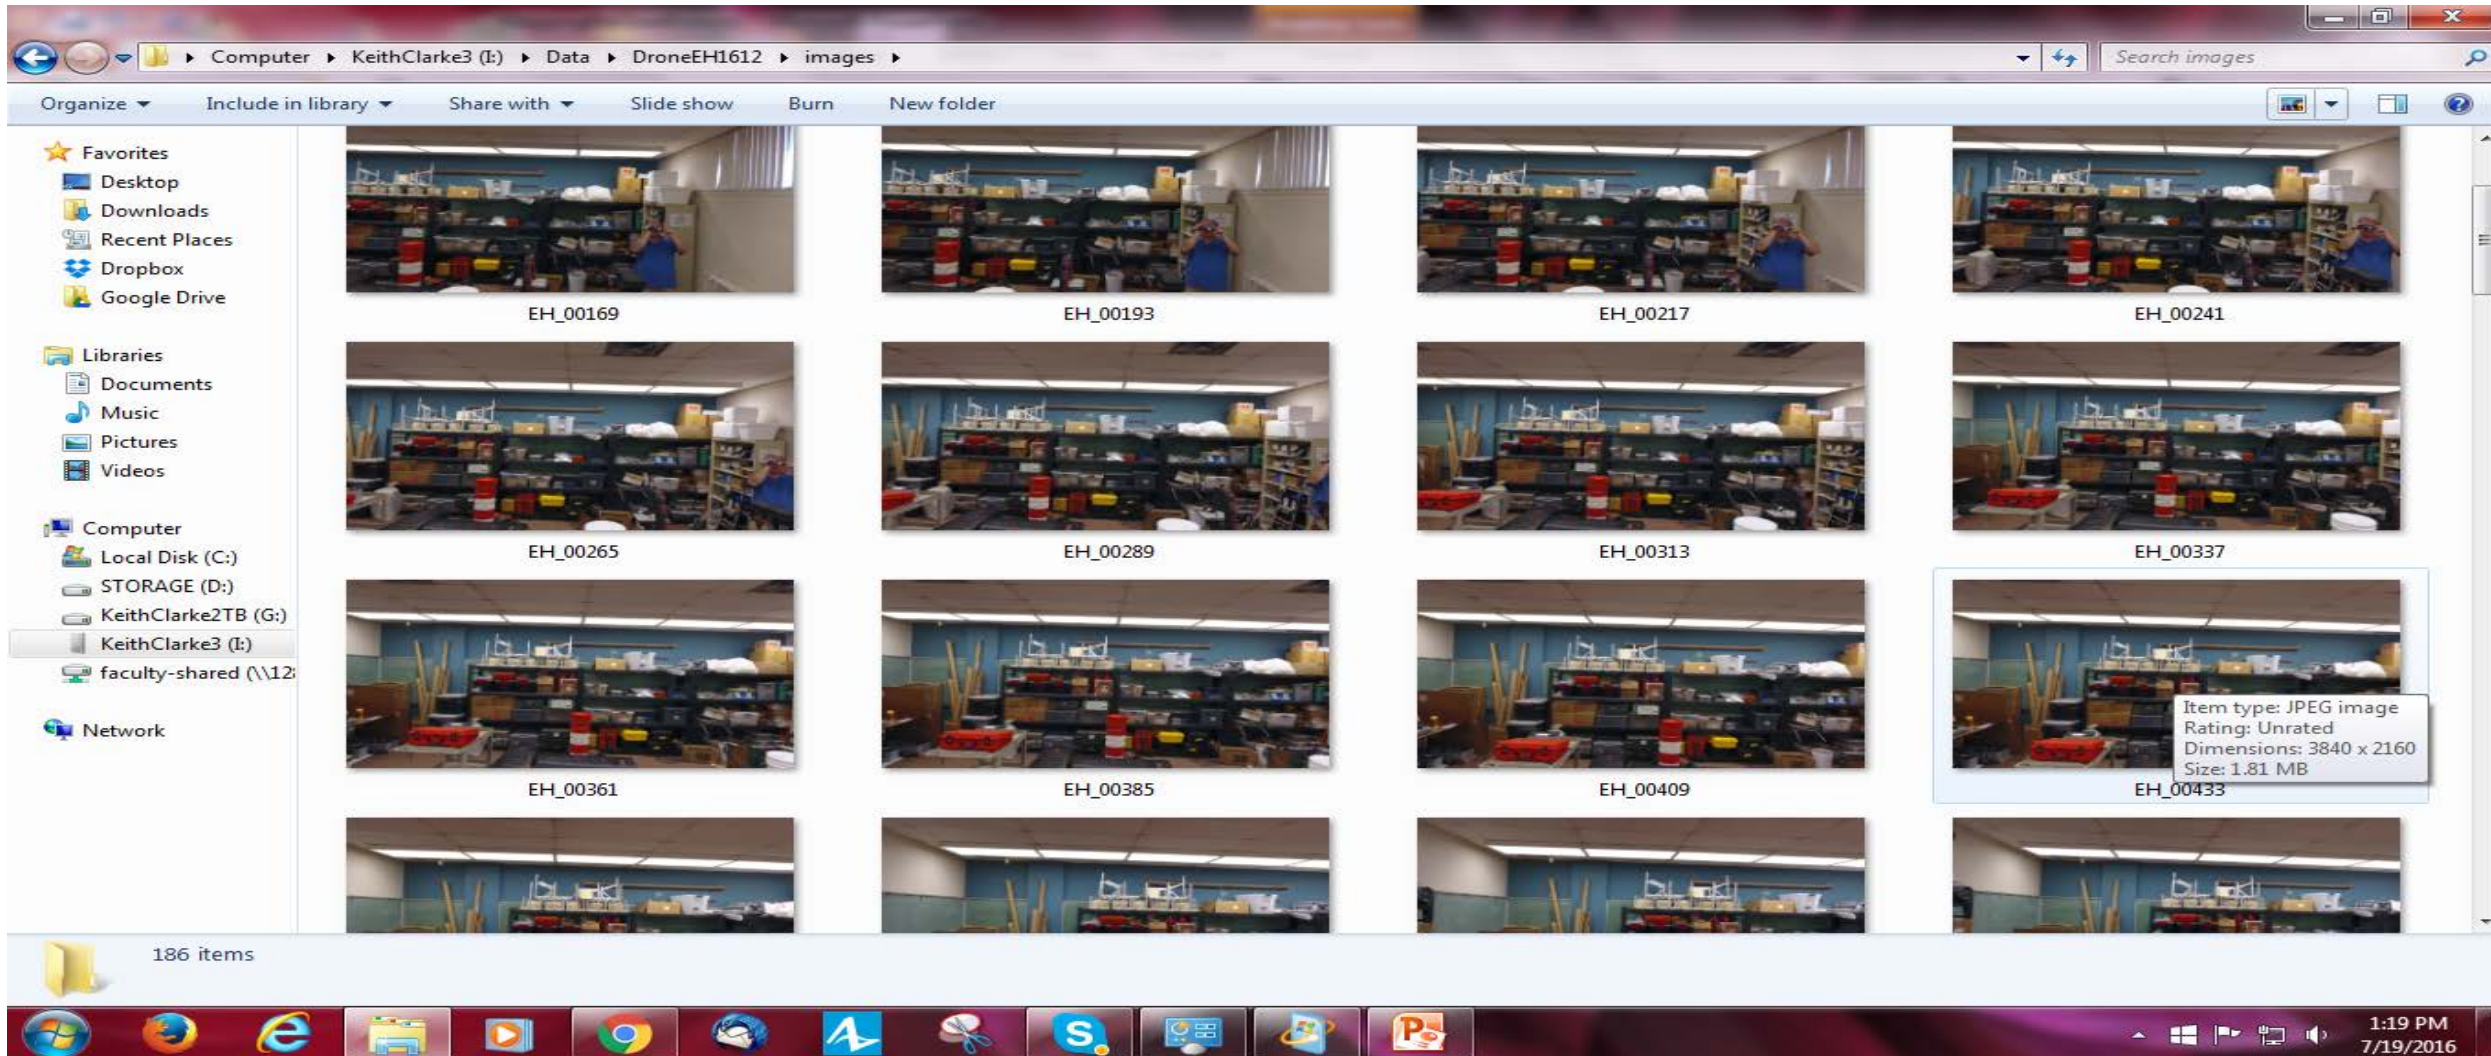 Computer ▸ KeithClarke3 (I:) ▸ Data ▸ DroneEH1612 ▸ images ▸
Search images
Organize Include in library Share with Slide show Burn New folder
Favorites
Desktop
Downloads
Recent Places
Dropbox
Google Drive
Libraries
Documents
Music
Pictures
Videos
Computer
Local Disk (C:)
STORAGE (D:)
KeithClarke2TB (G:)
KeithClarke3 (I:)
faculty-shared (\\128
Network
EH_00169 EH_00193 EH_00217 EH_00241
EH_00265 EH_00289 EH_00313 EH_00337
EH_00361 EH_00385 EH_00409 EH_00433
Item type: JPEG image
Rating: Unrated
Dimensions: 3840 x 2160
Size: 1.81 MB
186 items
1:19 PM
7/19/2016